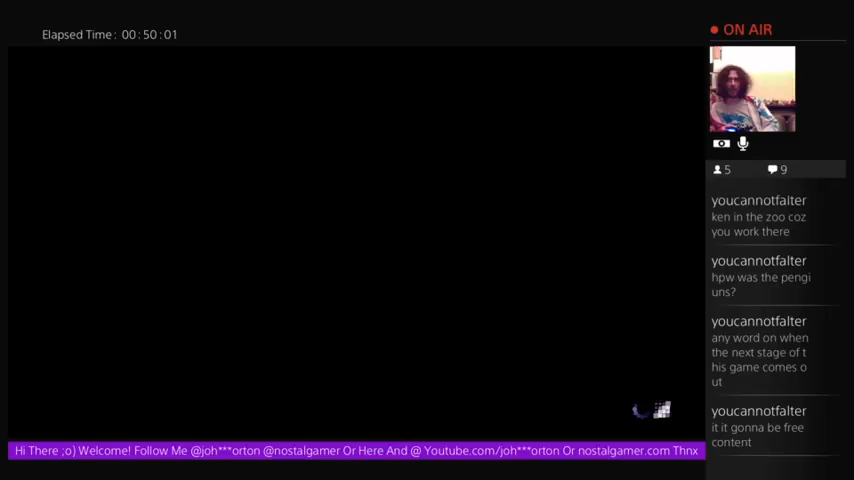 Elapsed Time: 00:50:01
ON AIR
5 9
youcannotfalter
ken in the zoo coz
you work there
youcannotfalter
hpw was the pengi
uns?
youcannotfalter
any word on when
the next stage of t
his game comes o
ut
youcannotfalter
it it gonna be free
content
Hi There ;o) Welcome! Follow Me @joh***orton @nostalgamer Or Here And @ Youtube.com/joh***orton Or nostalgamer.com Thnx